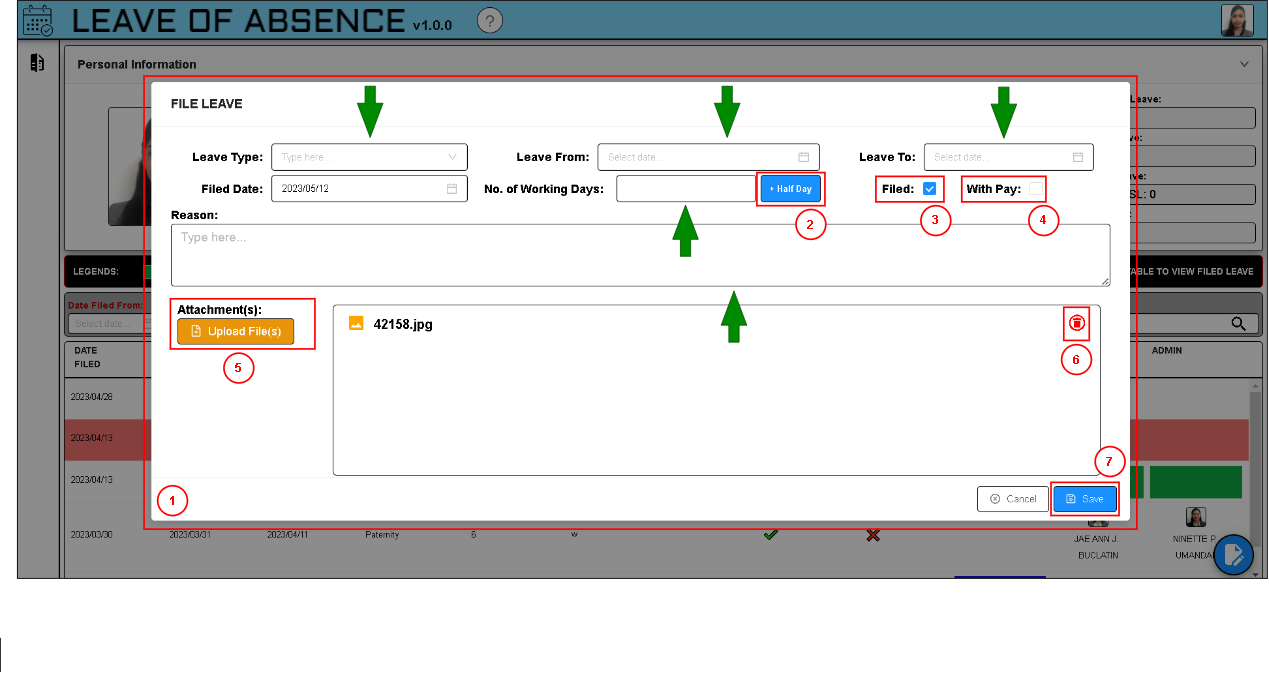 LEAVE OF ABSENCE v1.0.0 ?
Personal Information
FILE LEAVE
Leave:
Leave Type: Type here... Leave From: Select date... Leave To: Select date...
Filed Date: 2023/05/12 No. of Working Days: + Half Day Filed: With Pay:
SL: 0
2 3 4
Reason:
Type here...
LEGENDS: TABLE TO VIEW FILED LEAVE
Date Filed From:
Select date...
Attachment(s):
Upload File(s)
42158.jpg
5 6
DATE
FILED
ADMIN
2023/04/28
2023/04/13
7
2023/04/13
1
Cancel Save
2023/03/30 2023/03/31 2023/04/11 Paternity 6 w
JAE ANN J.
BUCLATIN
NINETTE P.
UMANDA